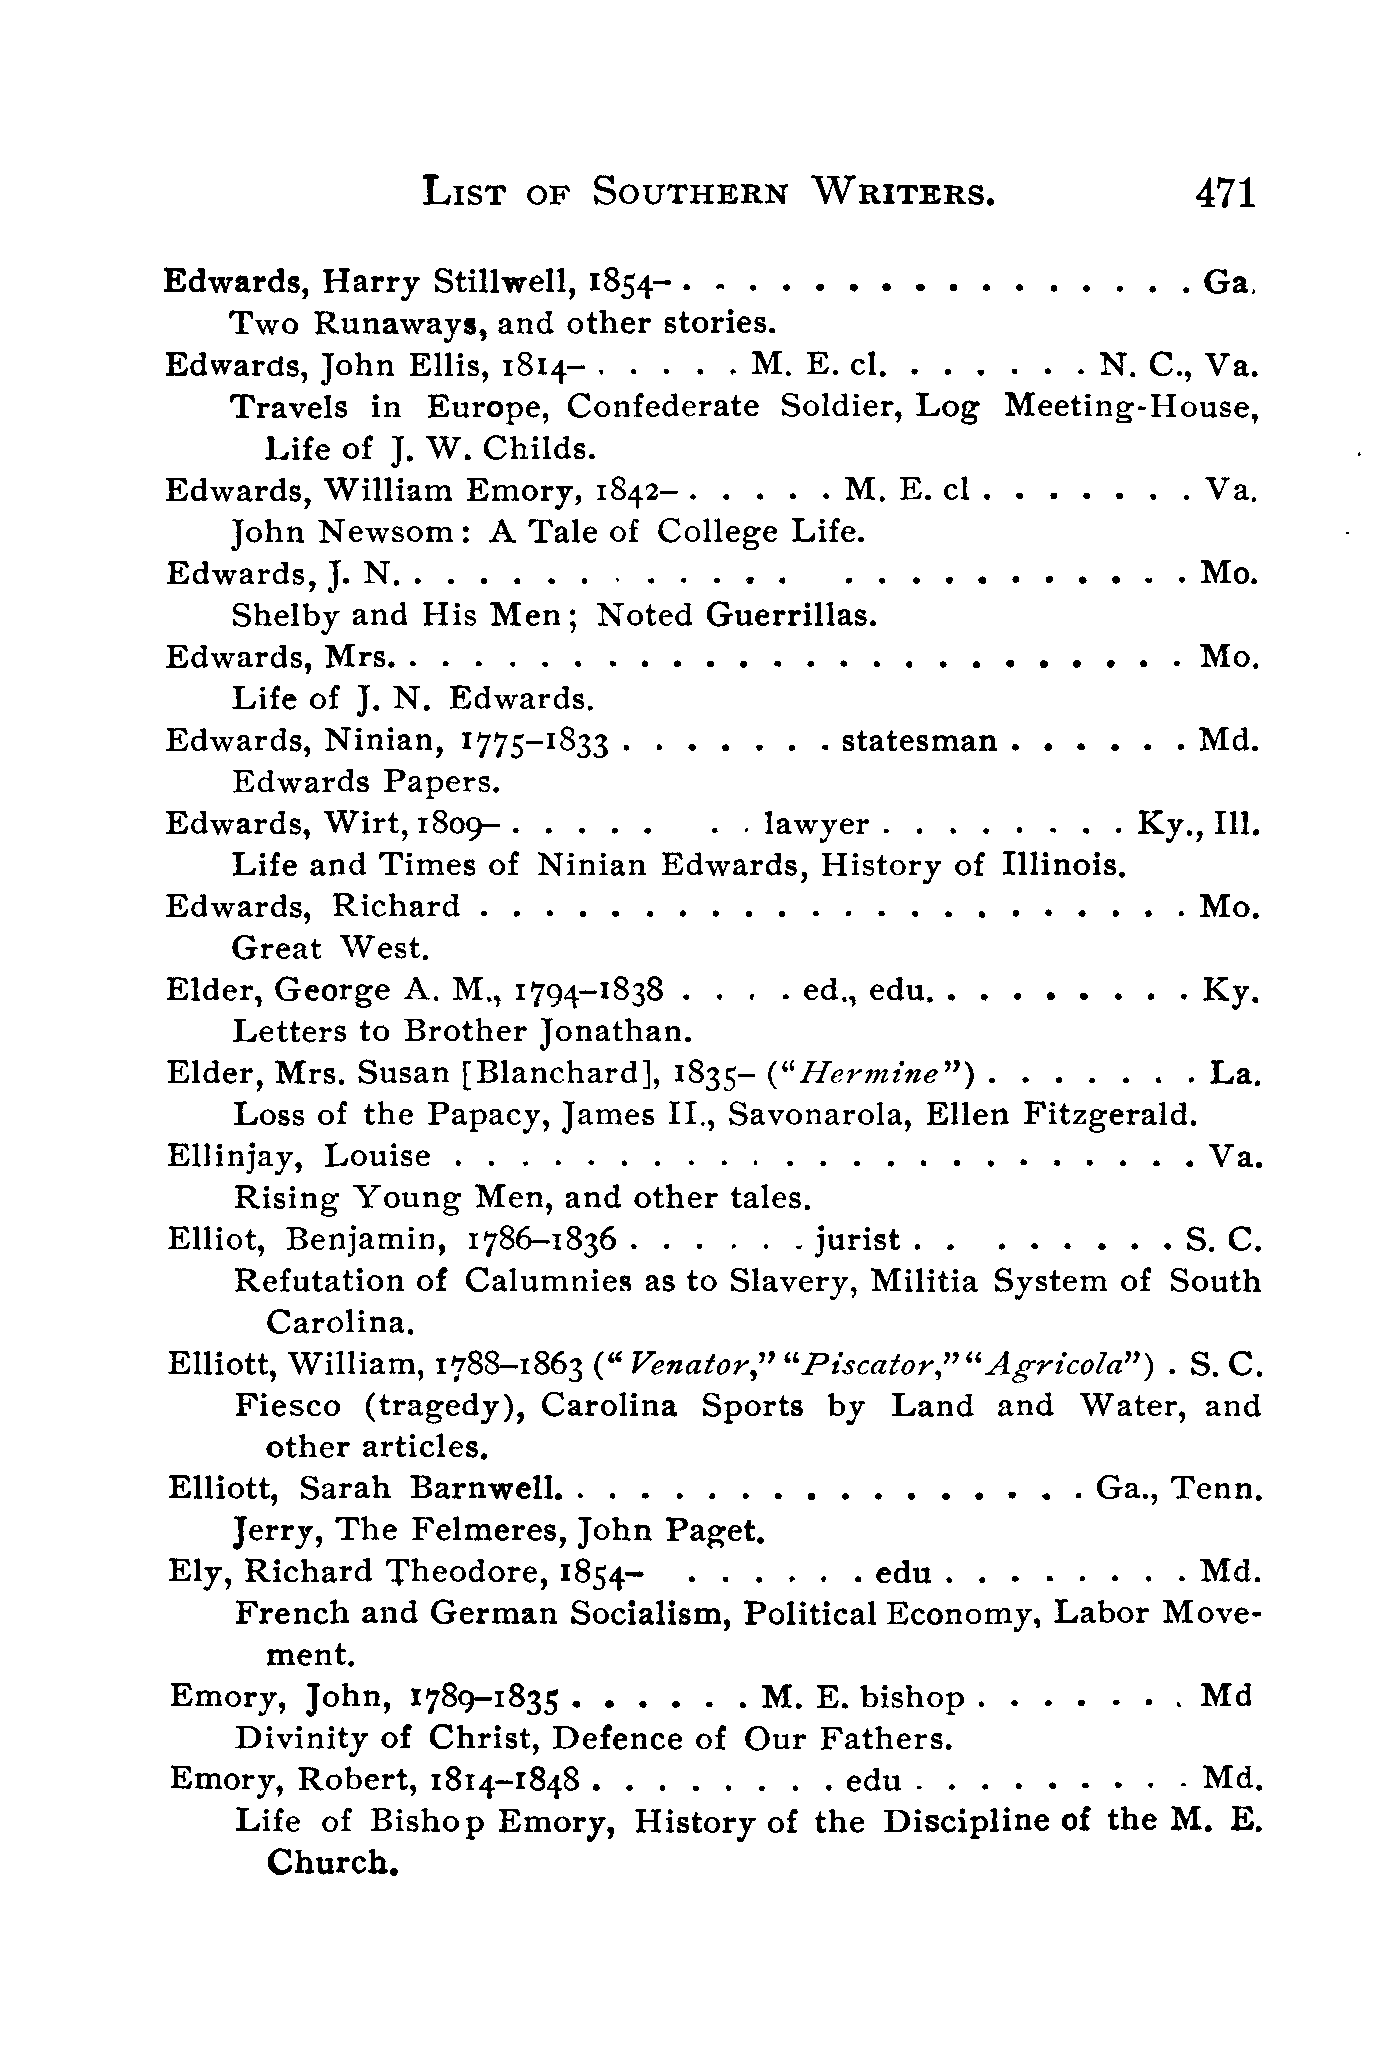 List of Southern Writers. 471
Edwards, Harry Stillwell, 1854- . . . . . . . . . . . . . . . . Ga.
Two Runaways, and other stories.
Edwards, John Ellis, 1814- . . . . . M. E. cl. . . . . . . N. C., Va.
Travels in Europe, Confederate Soldier, Log Meeting-House,
Life of J. W. Childs.
Edwards, William Emory, 1842- . . . . . M. E. cl . . . . . . . Va.
John Newsom: A Tale of College Life.
Edwards, J. N. . . . . . . . . . . . . . . . . . . . . . . . Mo.
Shelby and His Men; Noted Guerrillas.
Edwards, Mrs. . . . . . . . . . . . . . . . . . . . . . . . . Mo.
Life of J. N. Edwards.
Edwards, Ninian, 1775-1833 . . . . . . . statesman . . . . . . Md.
Edwards Papers.
Edwards, Wirt, 1809- . . . . . . . lawyer . . . . . . . . Ky., Ill.
Life and Times of Ninian Edwards, History of Illinois.
Edwards, Richard . . . . . . . . . . . . . . . . . . . . . . Mo.
Great West.
Elder, George A. M., 1794-1838 . . . . ed., edu. . . . . . . . . Ky.
Letters to Brother Jonathan.
Elder, Mrs. Susan [Blanchard], 1835- ("Hermine") . . . . . . . La.
Loss of the Papacy, James II., Savonarola, Ellen Fitzgerald.
Ellinjay, Louise . . . . . . . . . . . . . . . . . . . . . . . Va.
Rising Young Men, and other tales.
Elliot, Benjamin, 1786-1836 . . . . . . jurist . . . . . . . . S. C.
Refutation of Calumnies as to Slavery, Militia System of South
Carolina.
Elliott, William, 1788-1863 ("Venator," "Piscator," "Agricola") . S. C.
Fiesco (tragedy), Carolina Sports by Land and Water, and
other articles.
Elliott, Sarah Barnwell. . . . . . . . . . . . . . . . . Ga., Tenn.
Jerry, The Felmeres, John Paget.
Ely, Richard Theodore, 1854- . . . . . . edu . . . . . . . . Md.
French and German Socialism, Political Economy, Labor Move-
ment.
Emory, John, 1789-1835 . . . . . . M. E. bishop . . . . . . . Md
Divinity of Christ, Defence of Our Fathers.
Emory, Robert, 1814-1848 . . . . . . . . edu . . . . . . . . . Md.
Life of Bishop Emory, History of the Discipline of the M. E.
Church.